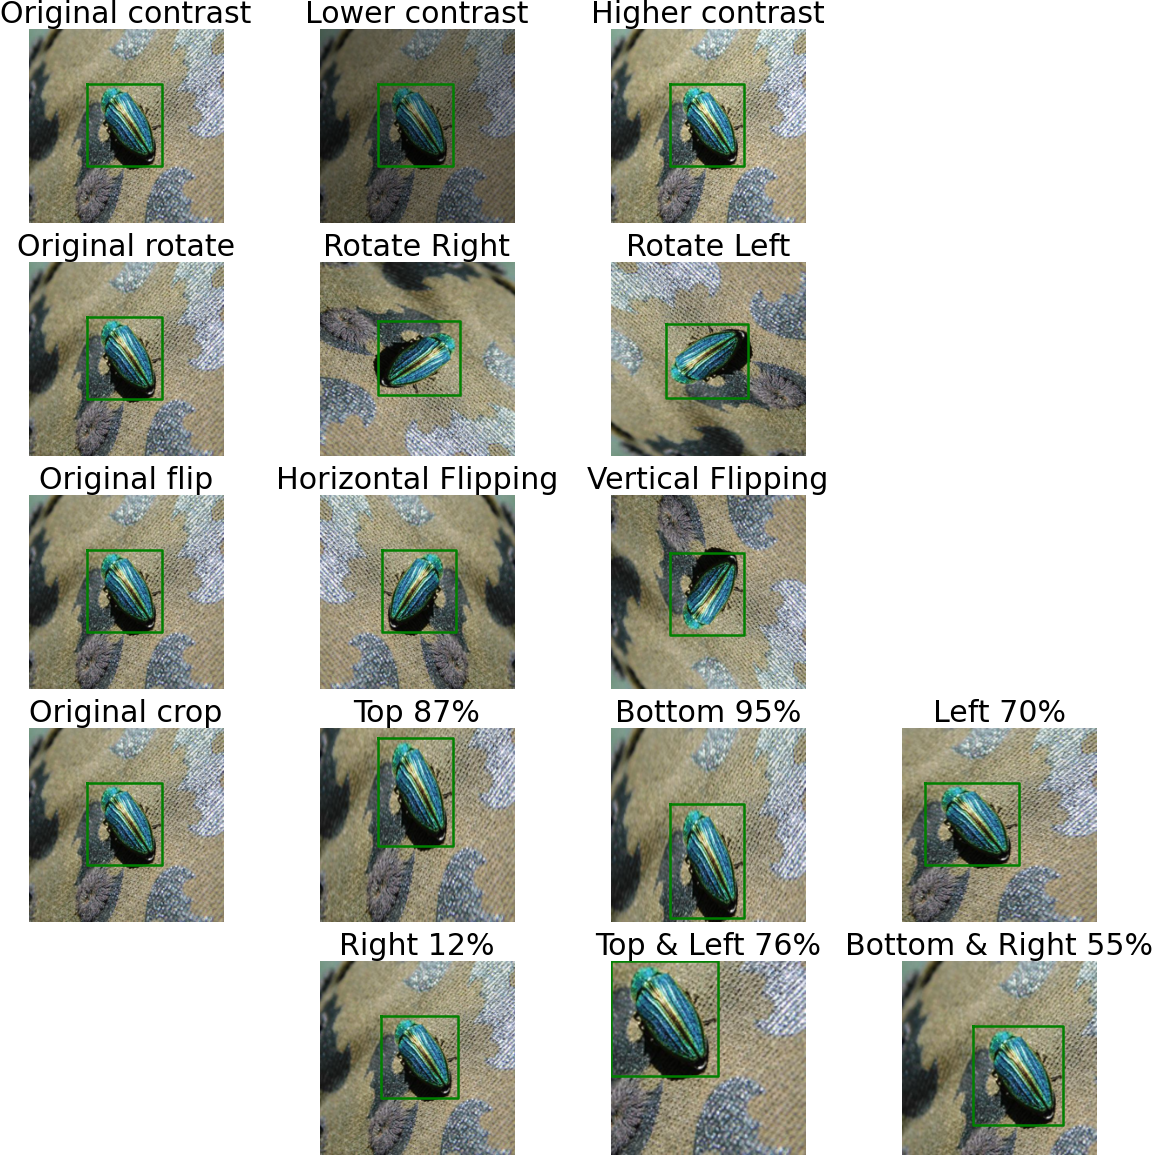 Original contrast
Lower contrast
Higher contrast
Original rotate
Rotate Right
Rotate Left
Original flip
Horizontal Flipping
Vertical Flipping
Original crop
Top 87%
Bottom 95%
Left 70%
Right 12%
Top & Left 76%
Bottom & Right 55%